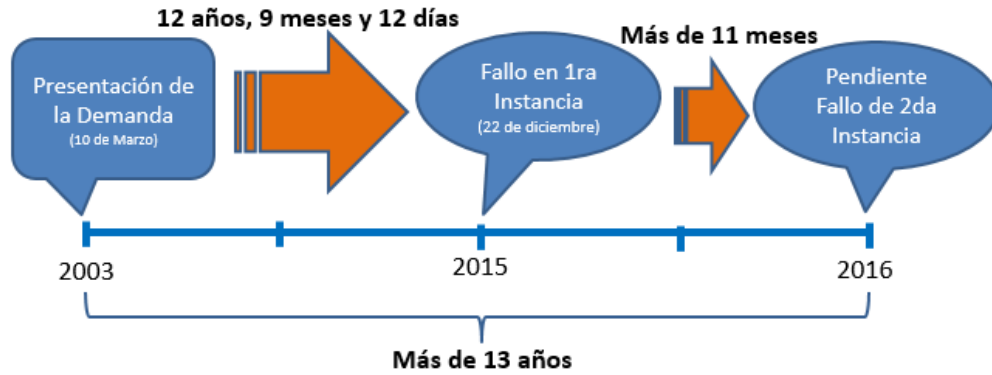 12 años, 9 meses y 12 días
Más de 11 meses
Presentación de
la Demanda
(10 de Marzo)
Fallo en 1ra
Instancia
(22 de diciembre)
Pendiente
Fallo de 2da
Instancia
2003
2015
2016
Más de 13 años